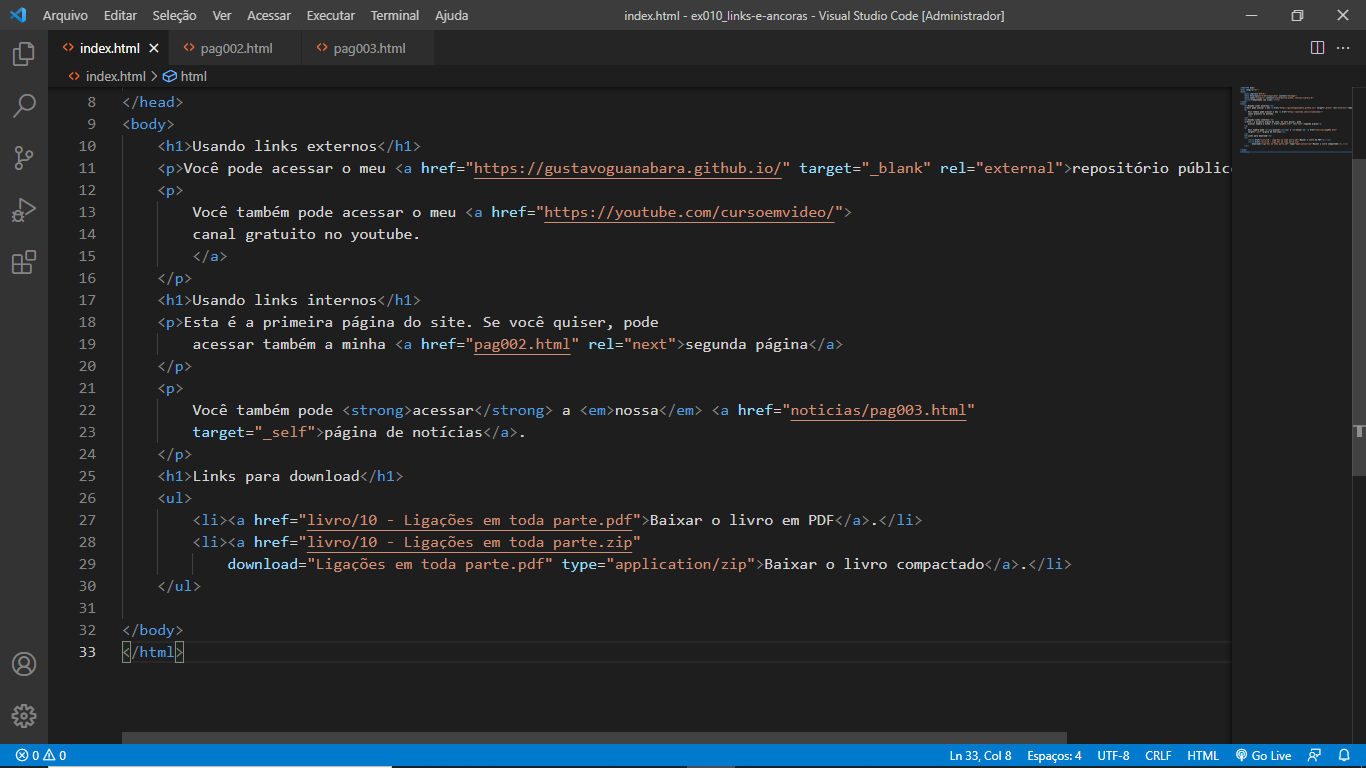 Arquivo Editar Seleção Ver Acessar Executar Terminal Ajuda index.html - ex010_links-e-ancoras - Visual Studio Code [Administrador]
index.html pag002.html pag003.html
index.html > html
8 </head>
9 <body>
10 <h1>Usando links externos</h1>
11 <p>Você pode acessar o meu <a href="https://gustavoguanabara.github.io/" target="_blank" rel="external">repositório públic
12 <p>
13 Você também pode acessar o meu <a href="https://youtube.com/cursoemvideo/">
14 canal gratuito no youtube.
15 </a>
16 </p>
17 <h1>Usando links internos</h1>
18 <p>Esta é a primeira página do site. Se você quiser, pode
19 acessar também a minha <a href="pag002.html" rel="next">segunda página</a>
20 </p>
21 <p>
22 Você também pode <strong>acessar</strong> a <em>nossa</em> <a href="noticias/pag003.html"
23 target="_self">página de notícias</a>.
24 </p>
25 <h1>Links para download</h1>
26 <ul>
27 <li><a href="livro/10 - Ligações em toda parte.pdf">Baixar o livro em PDF</a>.</li>
28 <li><a href="livro/10 - Ligações em toda parte.zip"
29 download="Ligações em toda parte.pdf" type="application/zip">Baixar o livro compactado</a>.</li>
30 </ul>
31
32 </body>
33 </html>
0 0 Ln 33, Col 8 Espaços: 4 UTF-8 CRLF HTML Go Live